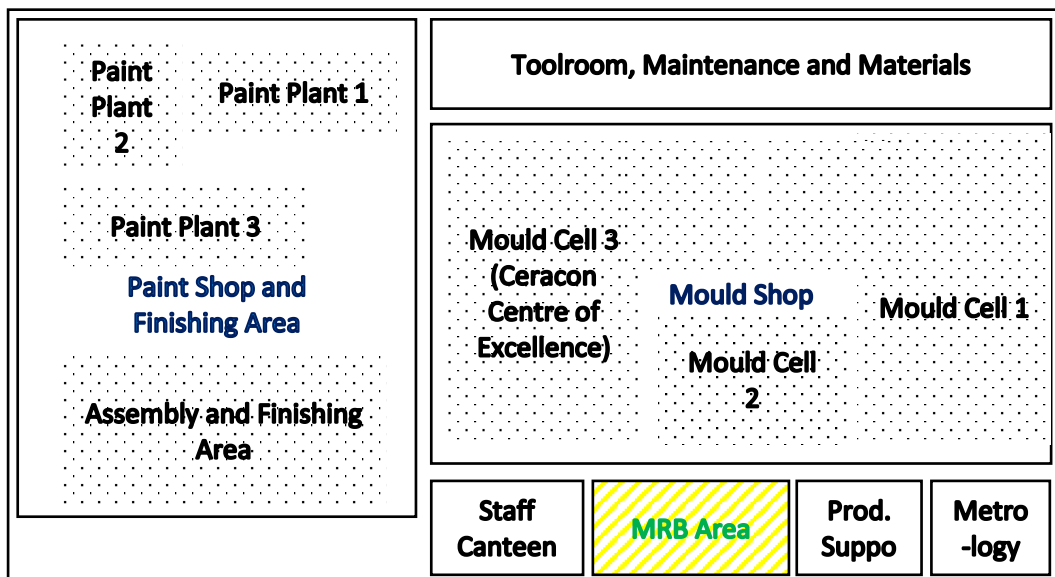 Paint
Plant
2
Paint Plant 1
Paint Plant 3
Paint Shop and
Finishing Area
Assembly and Finishing
Area
Toolroom, Maintenance and Materials
Mould Cell 3
(Ceracon
Centre of
Excellence)
Mould Shop
Mould Cell
2
Mould Cell 1
Staff
Canteen
MRB Area
Prod.
Suppo
Metro
-logy